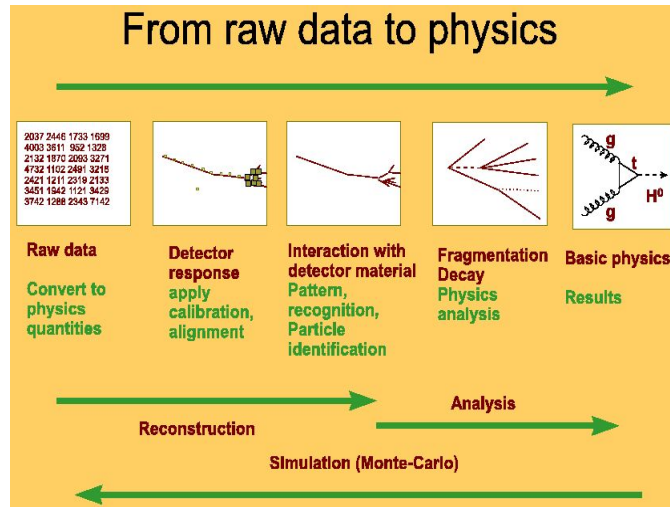 From raw data to physics
2037 2446 1733 1699
4003 3611 952 1328
2132 1870 2093 3271
4732 1102 2491 3216
2421 1211 2319 2133
3451 1942 1121 3429
3742 1288 2343 7142
g
t
H⁰
g
Raw data
Convert to
physics
quantities
Detector
response
apply
calibration,
alignment
Interaction with
detector material
Pattern,
recognition,
Particle
identification
Fragmentation
Decay
Physics
analysis
Basic physics
Results
Reconstruction
Analysis
Simulation (Monte-Carlo)